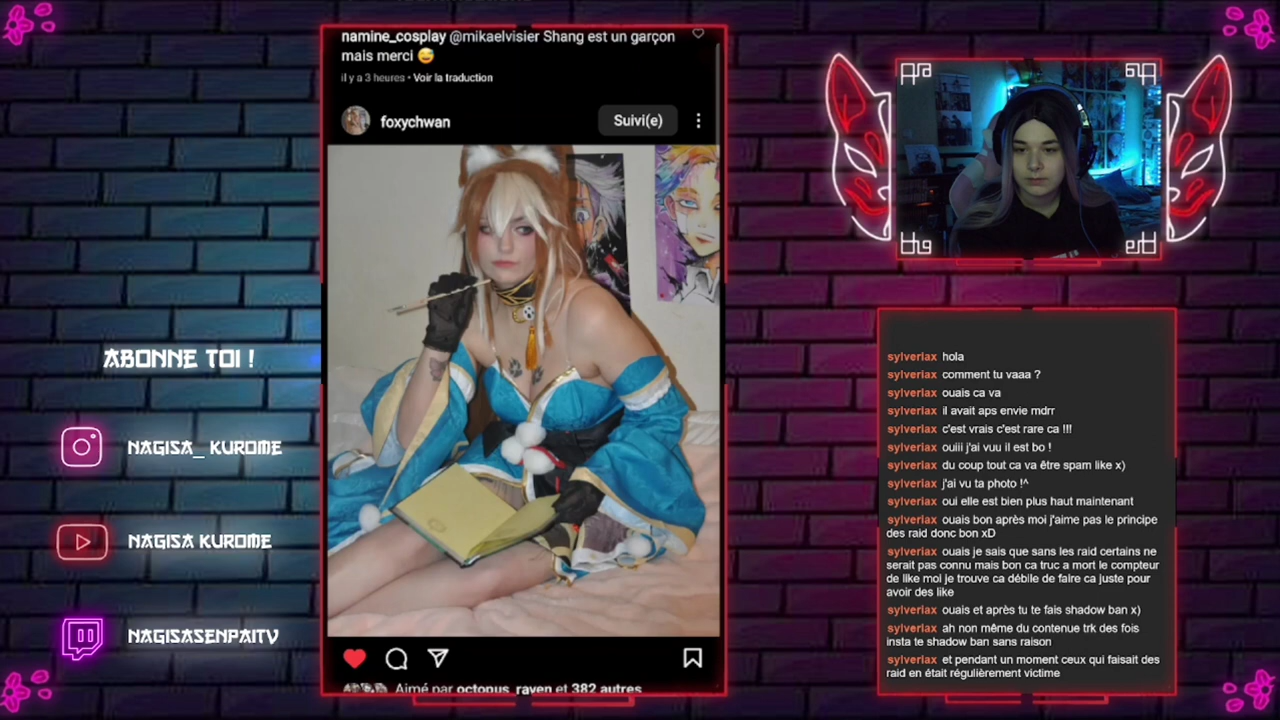 namine_cosplay @mikaelvisier Shang est un garçon
mais merci 😅
il y a 3 heures • Voir la traduction
foxychwan
Suivi(e)
Aimé par octopus_raven et 382 autres
ABONNE TOI !
NAGISA_ KUROME
NAGISA KUROME
NAGISASENPAITV
sylveriax hola
sylveriax comment tu vaaa ?
sylveriax ouais ca va
sylveriax il avait aps envie mdrr
sylveriax c'est vrais c'est rare ca !!!
sylveriax ouiii j'ai vuu il est bo !
sylveriax du coup tout ca va être spam like x)
sylveriax j'ai vu ta photo !^
sylveriax oui elle est bien plus haut maintenant
sylveriax ouais bon après moi j'aime pas le principe
des raid donc bon xD
sylveriax ouais je sais que sans les raid certains ne
serait pas connu mais bon ca truc a mort le compteur
de like moi je trouve ca débile de faire ca juste pour
avoir des like
sylveriax ouais et après tu te fais shadow ban x)
sylveriax ah non même du contenue trk des fois
insta te shadow ban sans raison
sylveriax et pendant un moment ceux qui faisait des
raid en était régulièrement victime